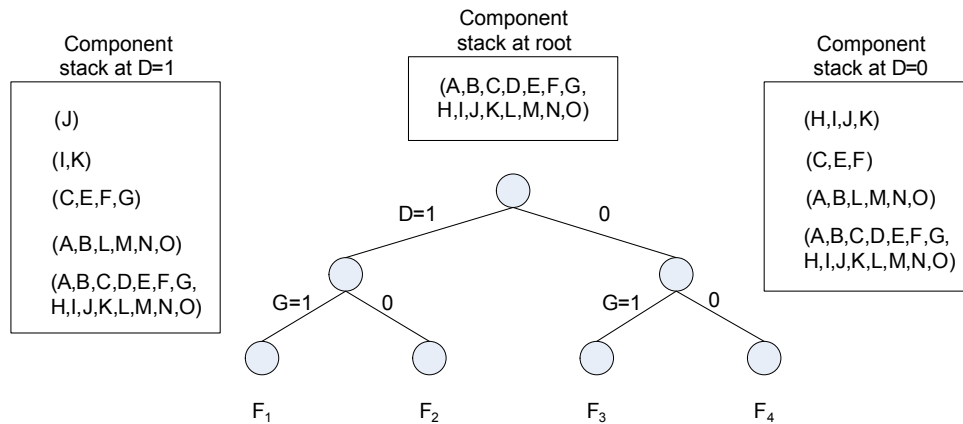 Component
stack at D=1
(J)
(I,K)
(C,E,F,G)
(A,B,L,M,N,O)
(A,B,C,D,E,F,G,
H,I,J,K,L,M,N,O)
Component
stack at root
(A,B,C,D,E,F,G,
H,I,J,K,L,M,N,O)
Component
stack at D=0
(H,I,J,K)
(C,E,F)
(A,B,L,M,N,O)
(A,B,C,D,E,F,G,
H,I,J,K,L,M,N,O)
D=1
0
G=1
0
G=1
0
F1
F2
F3
F4